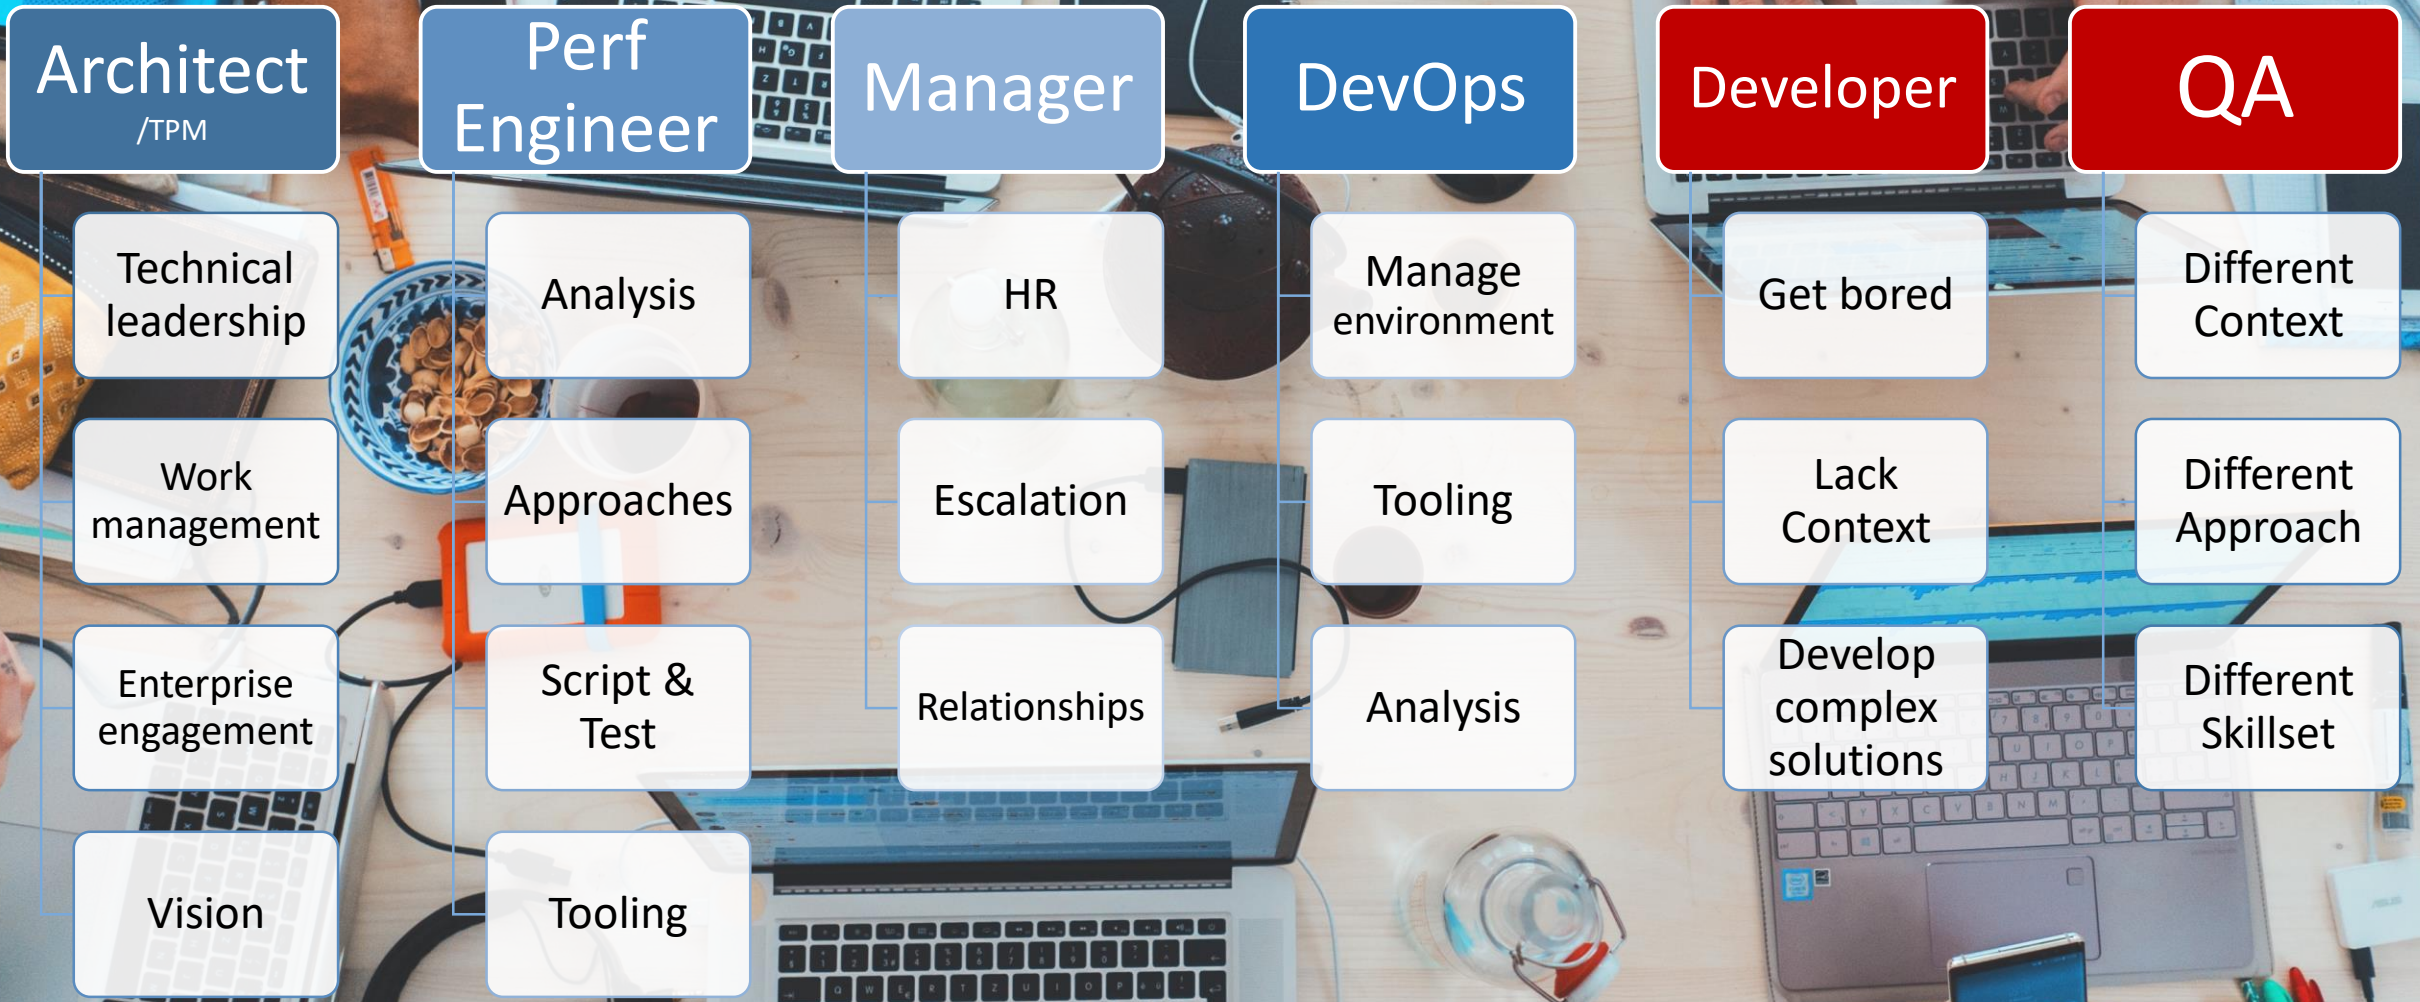 Architect
/TPM
Technical
leadership
Work
management
Enterprise
engagement
Vision
Perf
Engineer
Analysis
Approaches
Script &
Test
Tooling
Manager
HR
Escalation
Relationships
DevOps
Manage
environment
Tooling
Analysis
Developer
Get bored
Lack
Context
Develop
complex
solutions
QA
Different
Context
Different
Approach
Different
Skillset